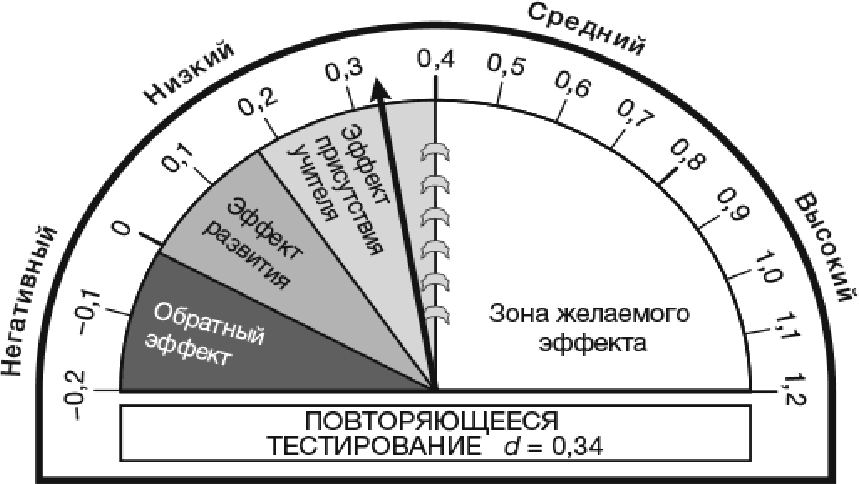 Негативный
Низкий
Средний
Высокий
−0,2
−0,1
0
0,1
0,2
0,3
0,4
0,5
0,6
0,7
0,8
0,9
1,0
1,1
1,2
Обратный
эффект
Эффект
развития
Эффект
присутствия
учителя
Зона желаемого
эффекта
ПОВТОРЯЮЩЕЕСЯ
ТЕСТИРОВАНИЕ d = 0,34